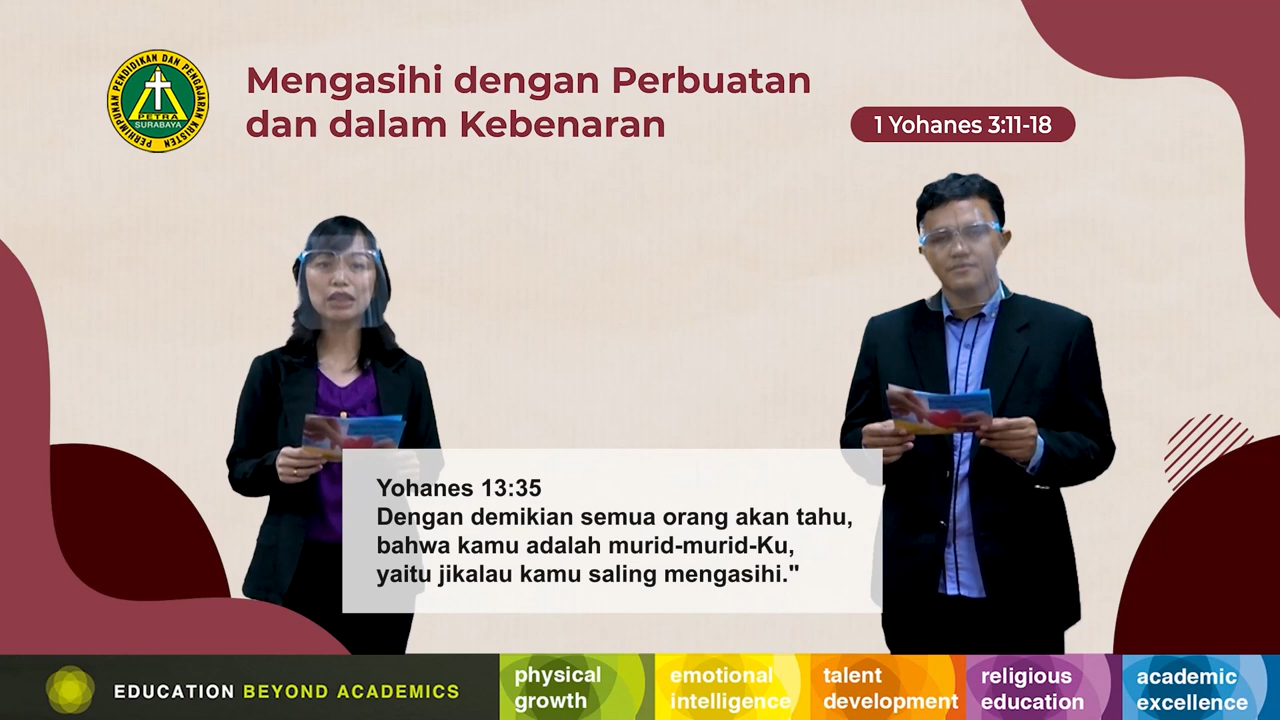 PERHIMPUNAN PENDIDIKAN DAN PENGAJARAN KRISTEN
PETRA
SURABAYA
Mengasihi dengan Perbuatan
dan dalam Kebenaran
1 Yohanes 3:11-18
Yohanes 13:35
Dengan demikian semua orang akan tahu,
bahwa kamu adalah murid-murid-Ku,
yaitu jikalau kamu saling mengasihi."
EDUCATION BEYOND ACADEMICS
physical
growth
emotional
intelligence
talent
development
religious
education
academic
excellence